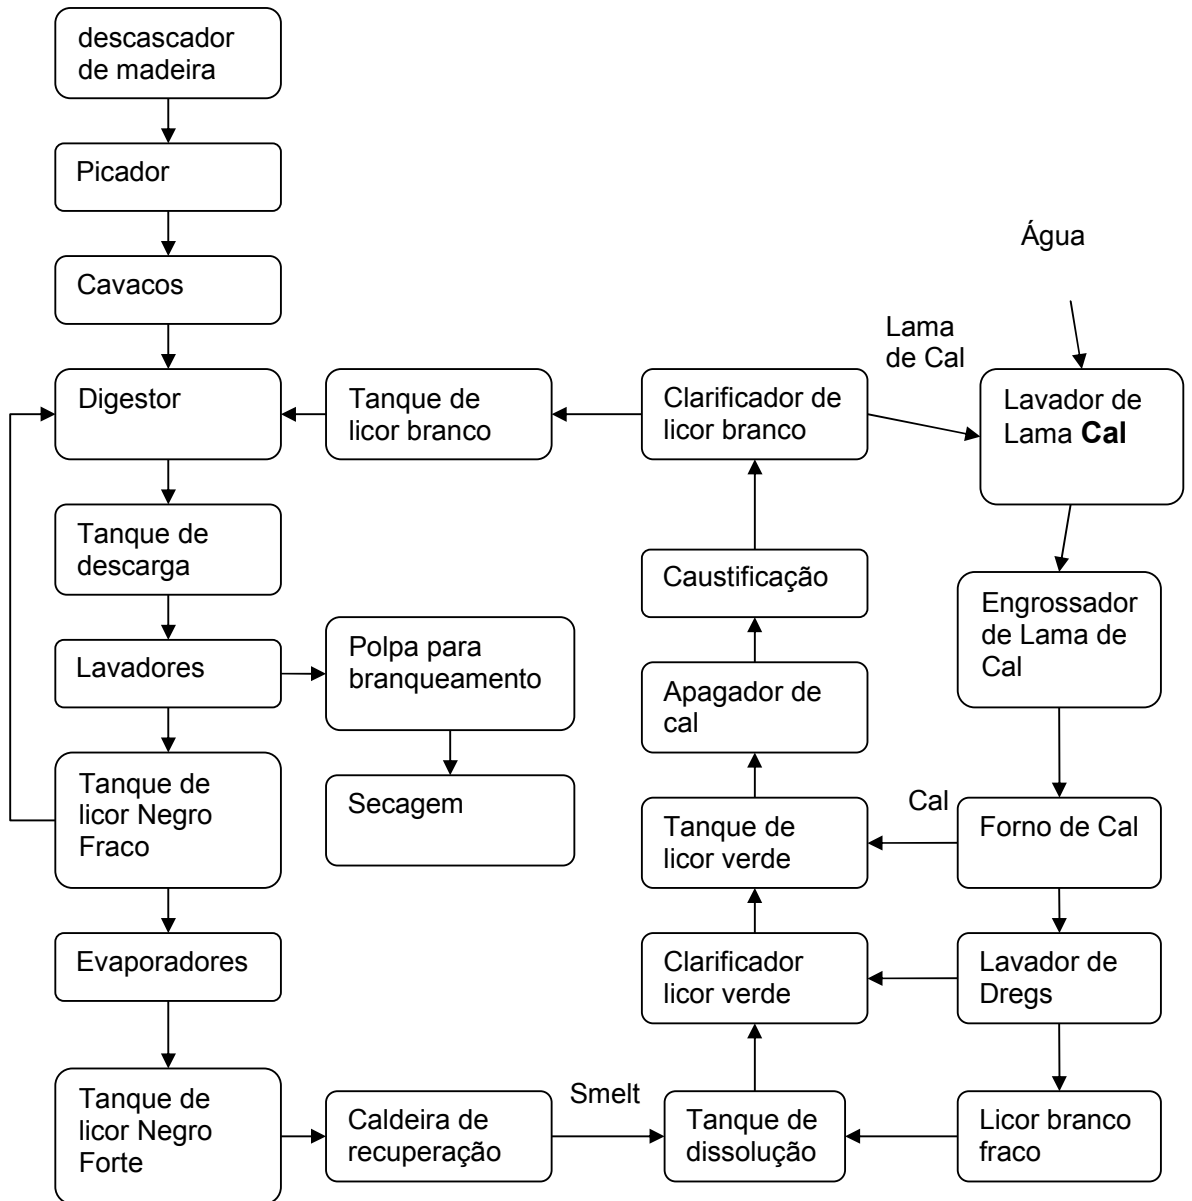 descascador
de madeira
Picador
Cavacos
Digestor
Tanque de
licor branco
Clarificador de
licor branco
Lama
de Cal
Água
Lavador de
Lama Cal
Tanque de
descarga
Caustificação
Engrossador
de Lama de
Cal
Lavadores
Polpa para
branqueamento
Apagador de
cal
Tanque de
licor Negro
Fraco
Secagem
Tanque de
licor verde
Cal
Forno de Cal
Evaporadores
Clarificador
licor verde
Lavador de
Dregs
Tanque de
licor Negro
Forte
Caldeira de
recuperação
Smelt
Tanque de
dissolução
Licor branco
fraco